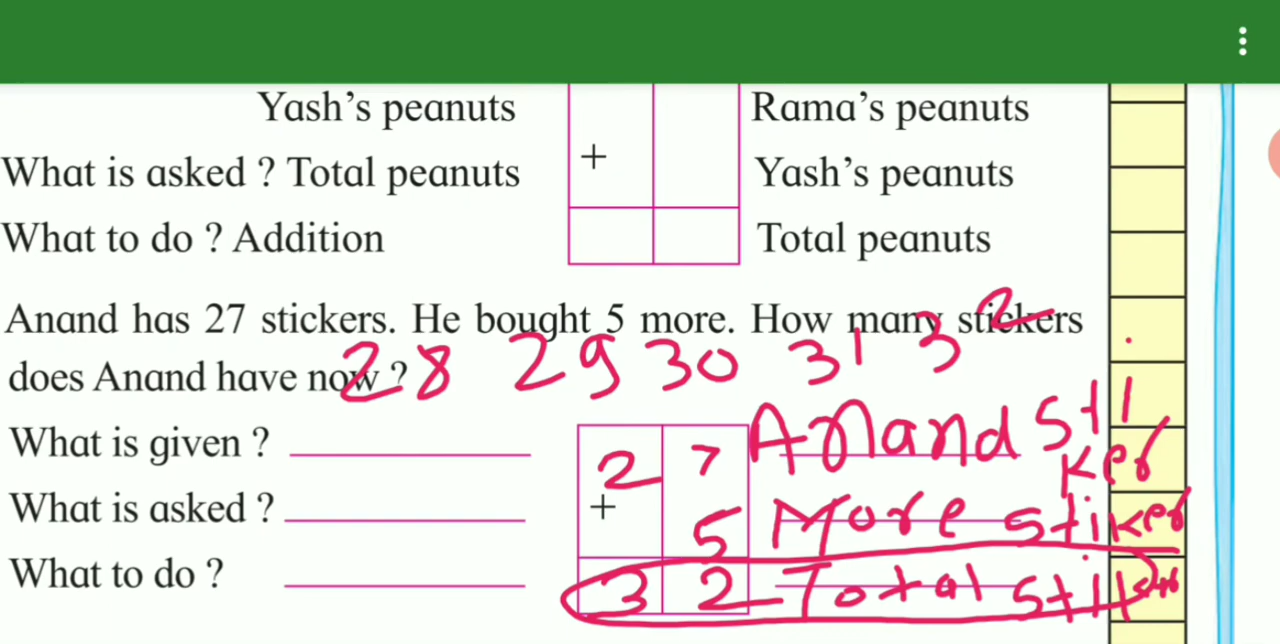 Yash's peanuts Rama's peanuts
What is asked ? Total peanuts + Yash's peanuts
What to do ? Addition Total peanuts
Anand has 27 stickers. He bought 5 more. How many stickers
does Anand have now ?
28 29 30 31 32
What is given ? 2 7 Anand sti
ker
What is asked ? + 5 More stiker
What to do ? 3 2 Total